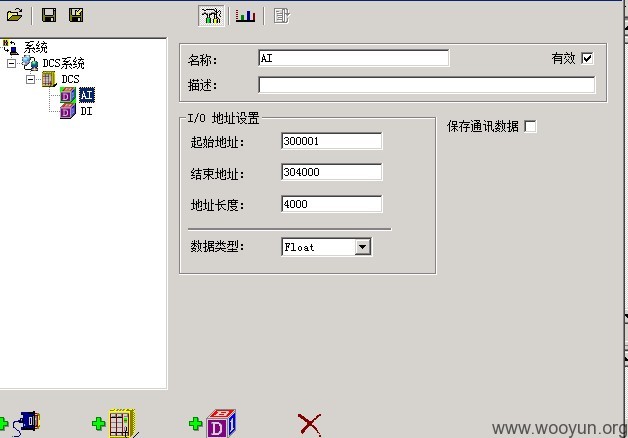 系统
DCS系统
DCS
AI
DI
名称: AI
有效
描述:
I/O 地址设置
起始地址: 300001
结束地址: 304000
地址长度: 4000
数据类型: Float
保存通讯数据
www.wooyun.org